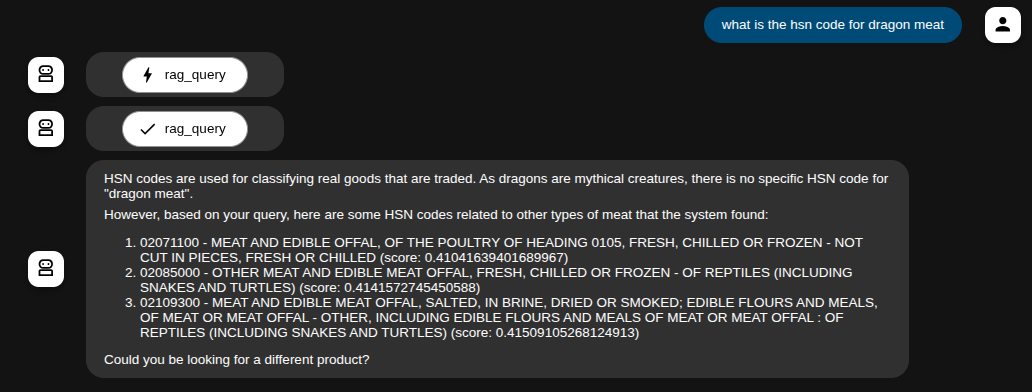 what is the hsn code for dragon meat
rag_query
rag_query
HSN codes are used for classifying real goods that are traded. As dragons are mythical creatures, there is no specific HSN code for
"dragon meat".
However, based on your query, here are some HSN codes related to other types of meat that the system found:
1. 02071100 - MEAT AND EDIBLE OFFAL, OF THE POULTRY OF HEADING 0105, FRESH, CHILLED OR FROZEN - NOT
CUT IN PIECES, FRESH OR CHILLED (score: 0.41041639401689967)
2. 02085000 - OTHER MEAT AND EDIBLE MEAT OFFAL, FRESH, CHILLED OR FROZEN - OF REPTILES (INCLUDING
SNAKES AND TURTLES) (score: 0.4141572745450588)
3. 02109300 - MEAT AND EDIBLE MEAT OFFAL, SALTED, IN BRINE, DRIED OR SMOKED; EDIBLE FLOURS AND MEALS,
OF MEAT OR MEAT OFFAL - OTHER, INCLUDING EDIBLE FLOURS AND MEALS OF MEAT OR MEAT OFFAL : OF
REPTILES (INCLUDING SNAKES AND TURTLES) (score: 0.41509105268124913)
Could you be looking for a different product?